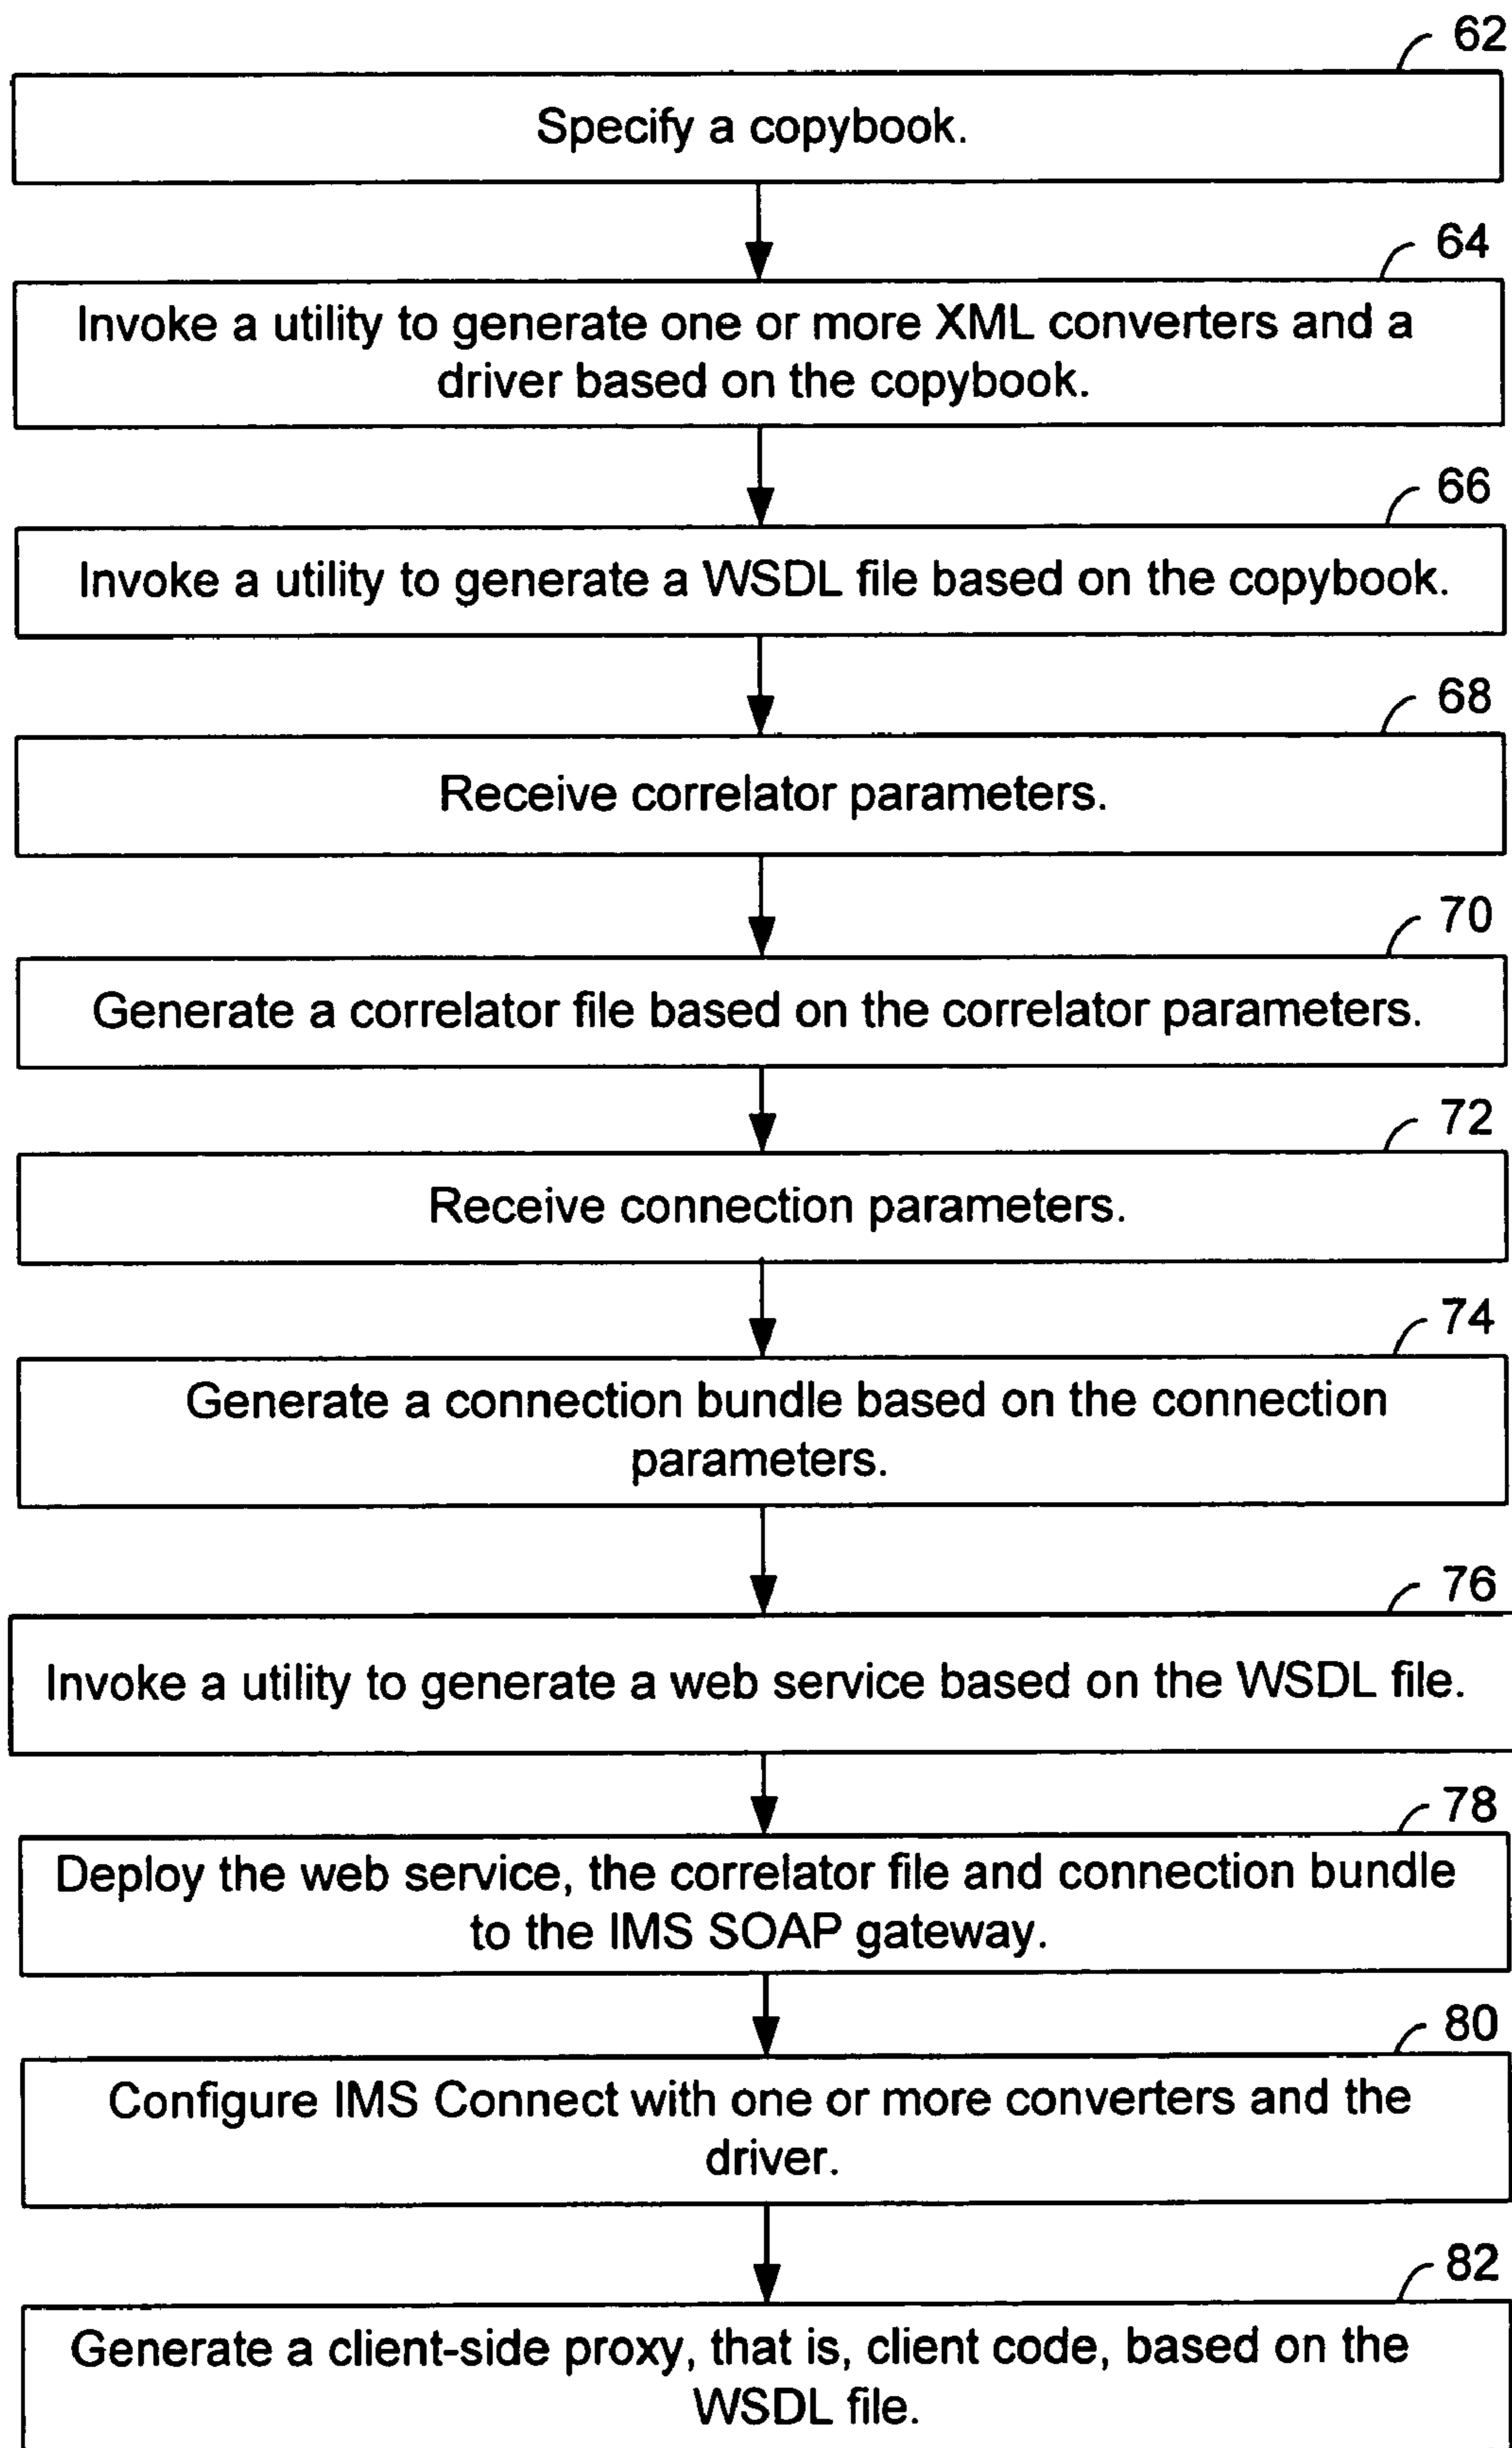 62
Specify a copybook.
64
Invoke a utility to generate one or more XML converters and a
driver based on the copybook.
66
Invoke a utility to generate a WSDL file based on the copybook.
68
Receive correlator parameters.
70
Generate a correlator file based on the correlator parameters.
72
Receive connection parameters.
74
Generate a connection bundle based on the connection
parameters.
76
Invoke a utility to generate a web service based on the WSDL file.
78
Deploy the web service, the correlator file and connection bundle
to the IMS SOAP gateway.
80
Configure IMS Connect with one or more converters and the
driver.
82
Generate a client-side proxy, that is, client code, based on the
WSDL file.